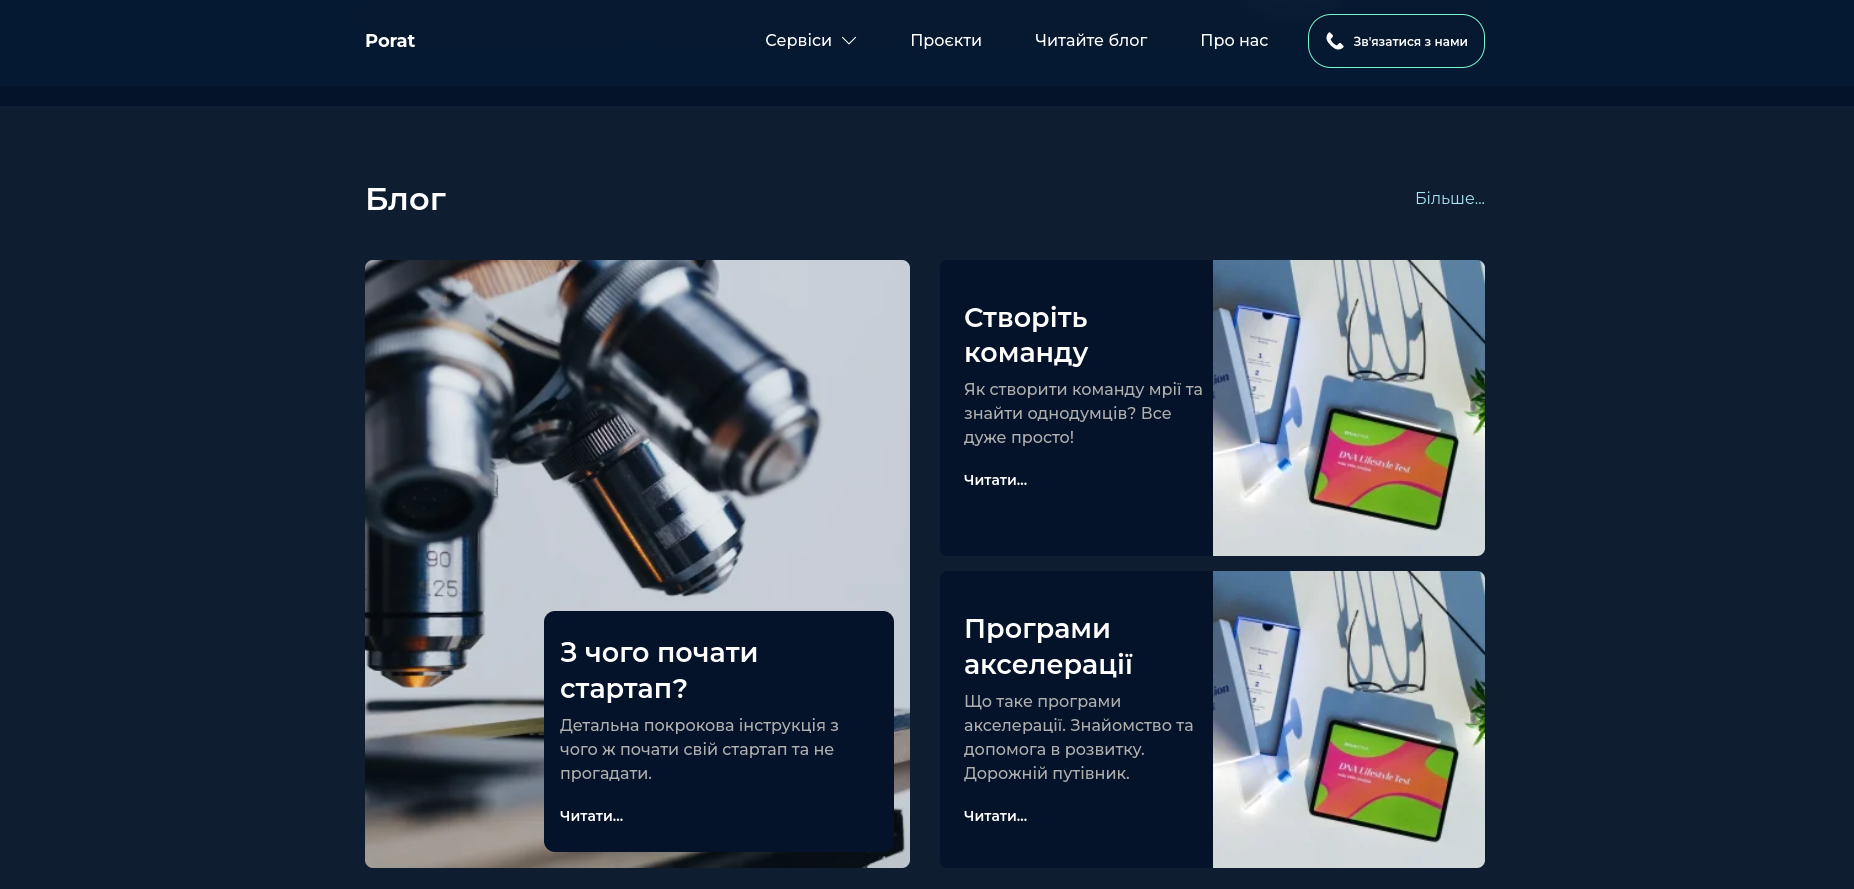 Porat
Сервіси
Проєкти
Читайте блог
Про нас
Зв'язатися з нами
Блог
Більше...
90
.25
З чого почати
стартап?
Детальна покрокова інструкція з
чого ж почати свій стартап та не
прогадати.
Читати...
Створіть
команду
Як створити команду мрії та
знайти однодумців? Все
дуже просто!
Читати...
DNA Lifestyle Test
Програми
акселерації
Що таке програми
акселерації. Знайомство та
допомога в розвитку.
Дорожній путівник.
Читати...
DNA Lifestyle Test